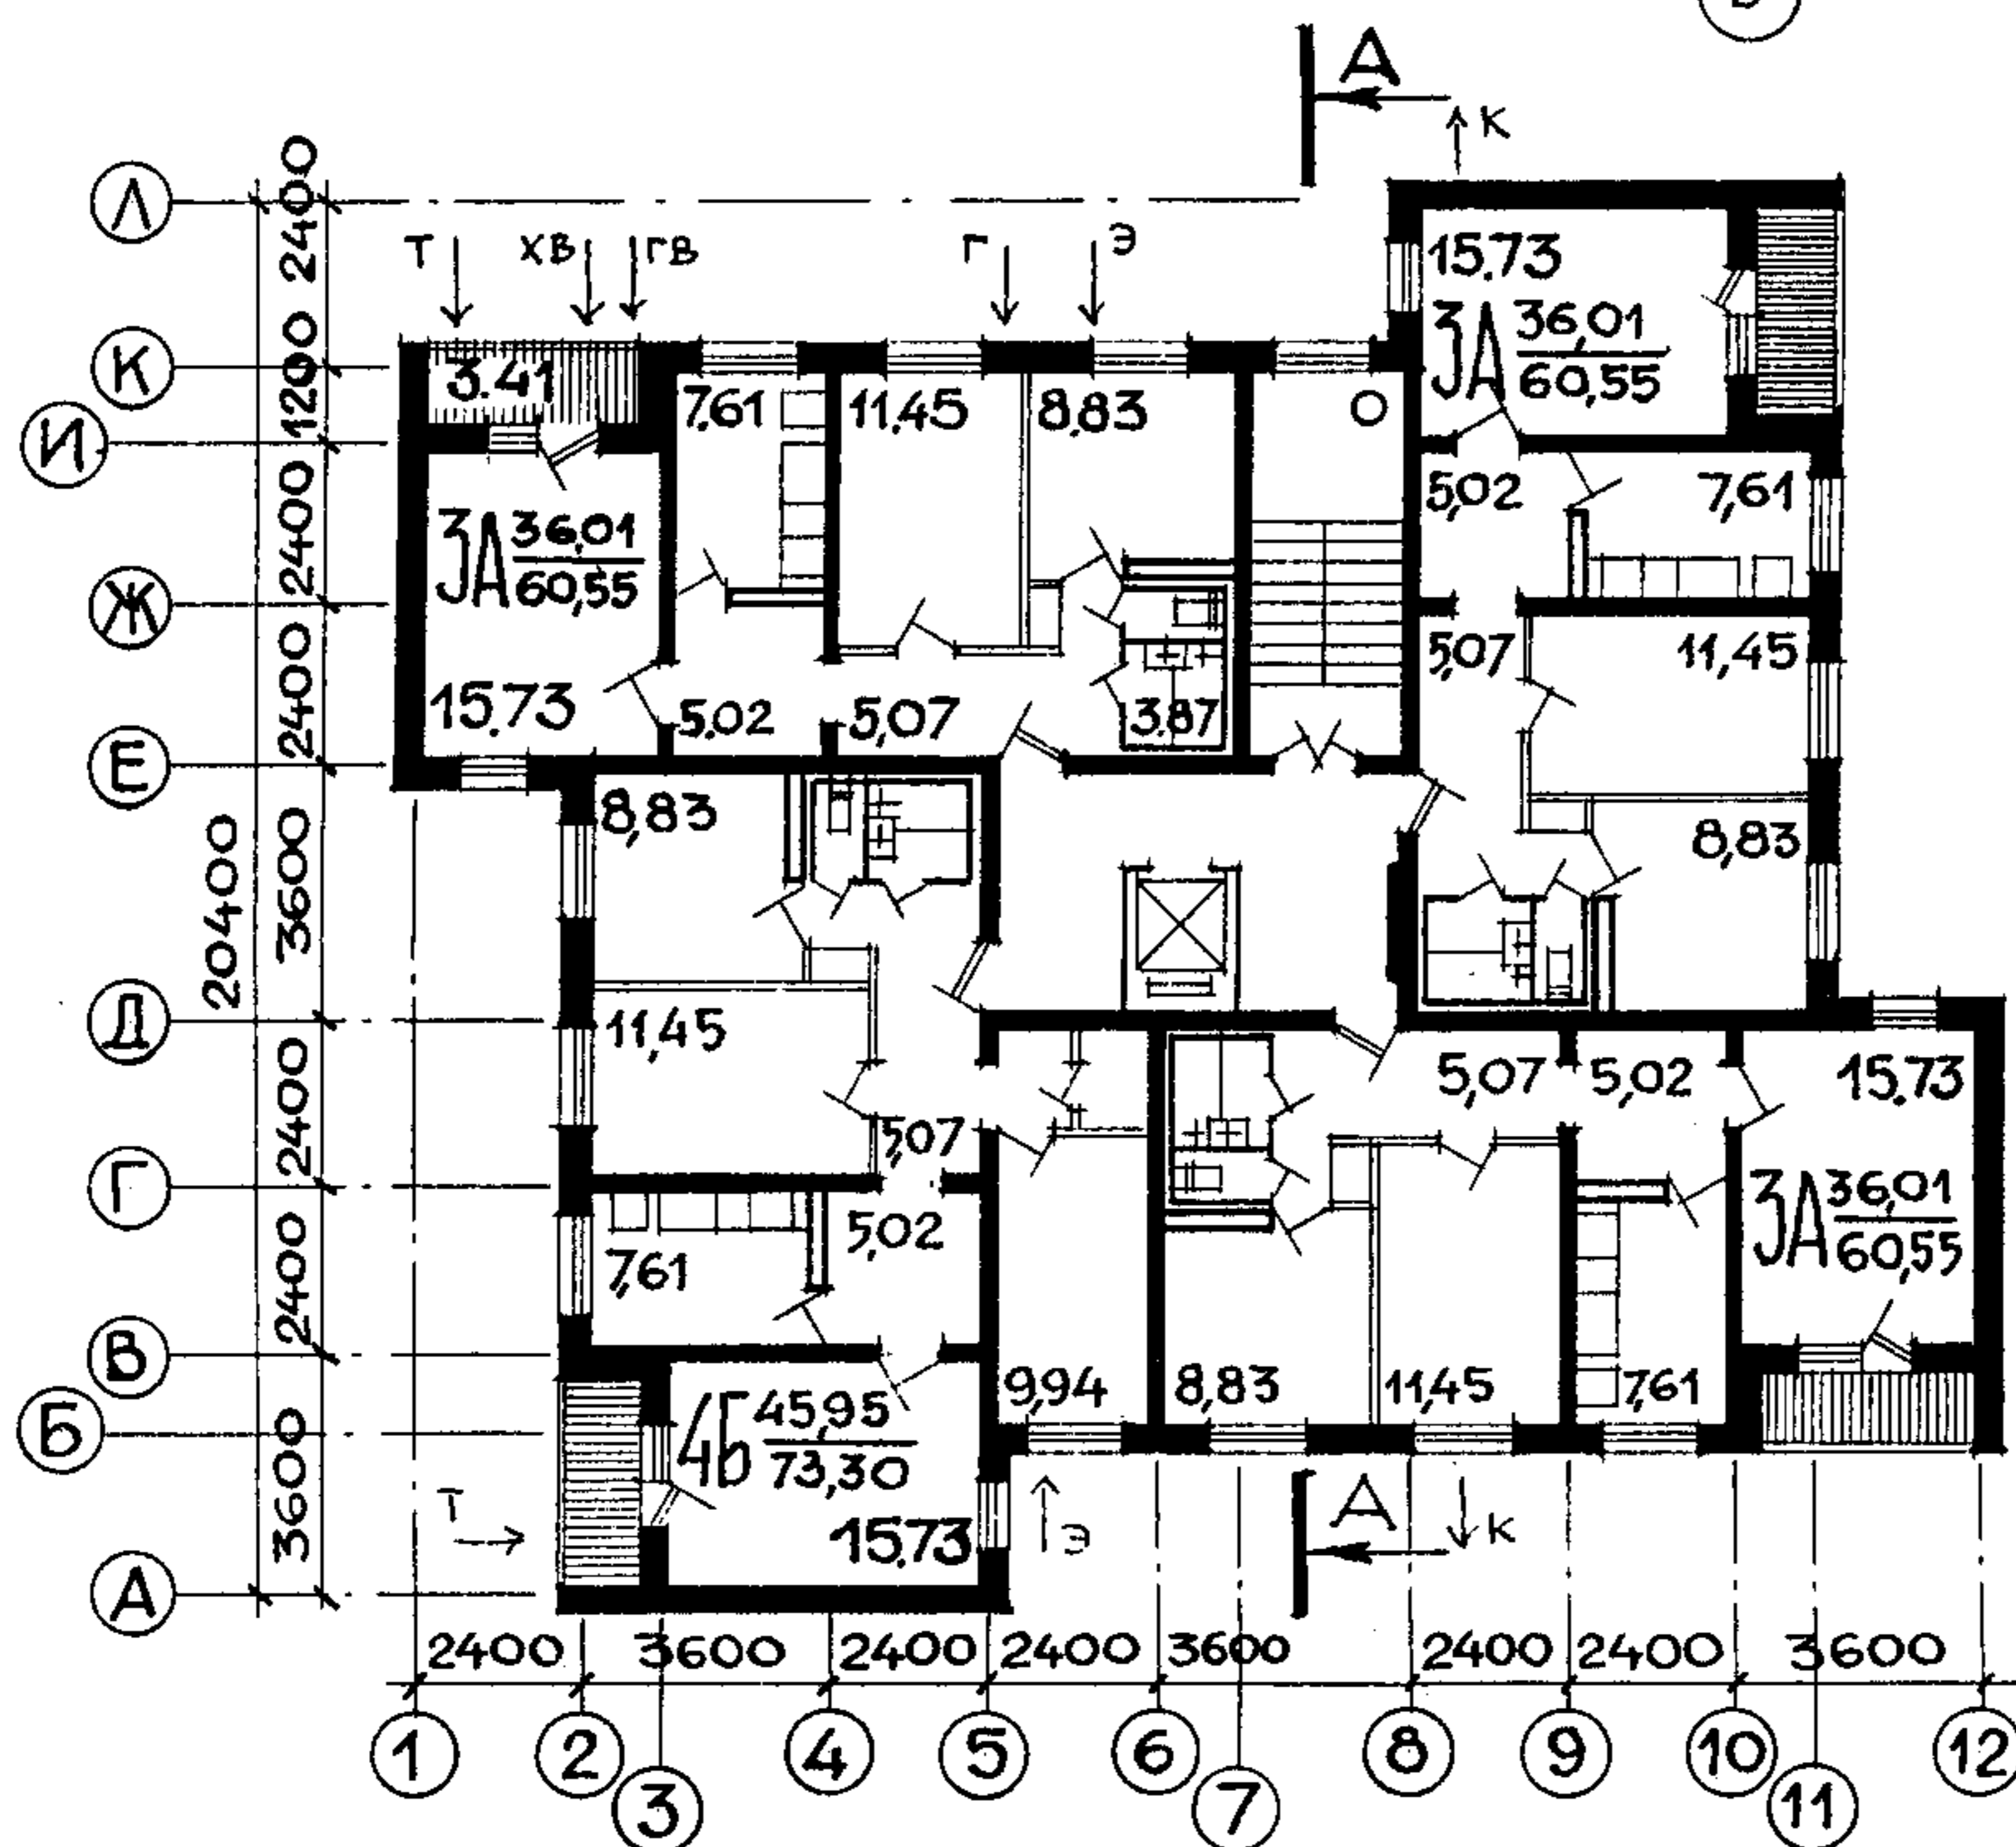 А
К
Л
2400
Т
ХВ
ГВ
Г
Э
15.73
3А 36,01
60,55
К
1200
3.41
7,61
11.45
8,83
И
5,02
7,61
2400
3А 36,01
60,55
Ж
5,07
11,45
2400
15.73
5.02
5,07
3.87
Е
8,83
8,83
20400
3600
Д
11,45
5,07
5,02
15.73
2400
5,07
Г
3А 36,01
60,55
5,02
7,61
2400
В
9,94
8,83
11,45
7,61
Б
4Б 45,95
73,30
3600
Т
15.73
Э
А
К
А
2400
3600
2400
2400
3600
2400
2400
3600
1
2
3
4
5
6
7
8
9
10
11
12